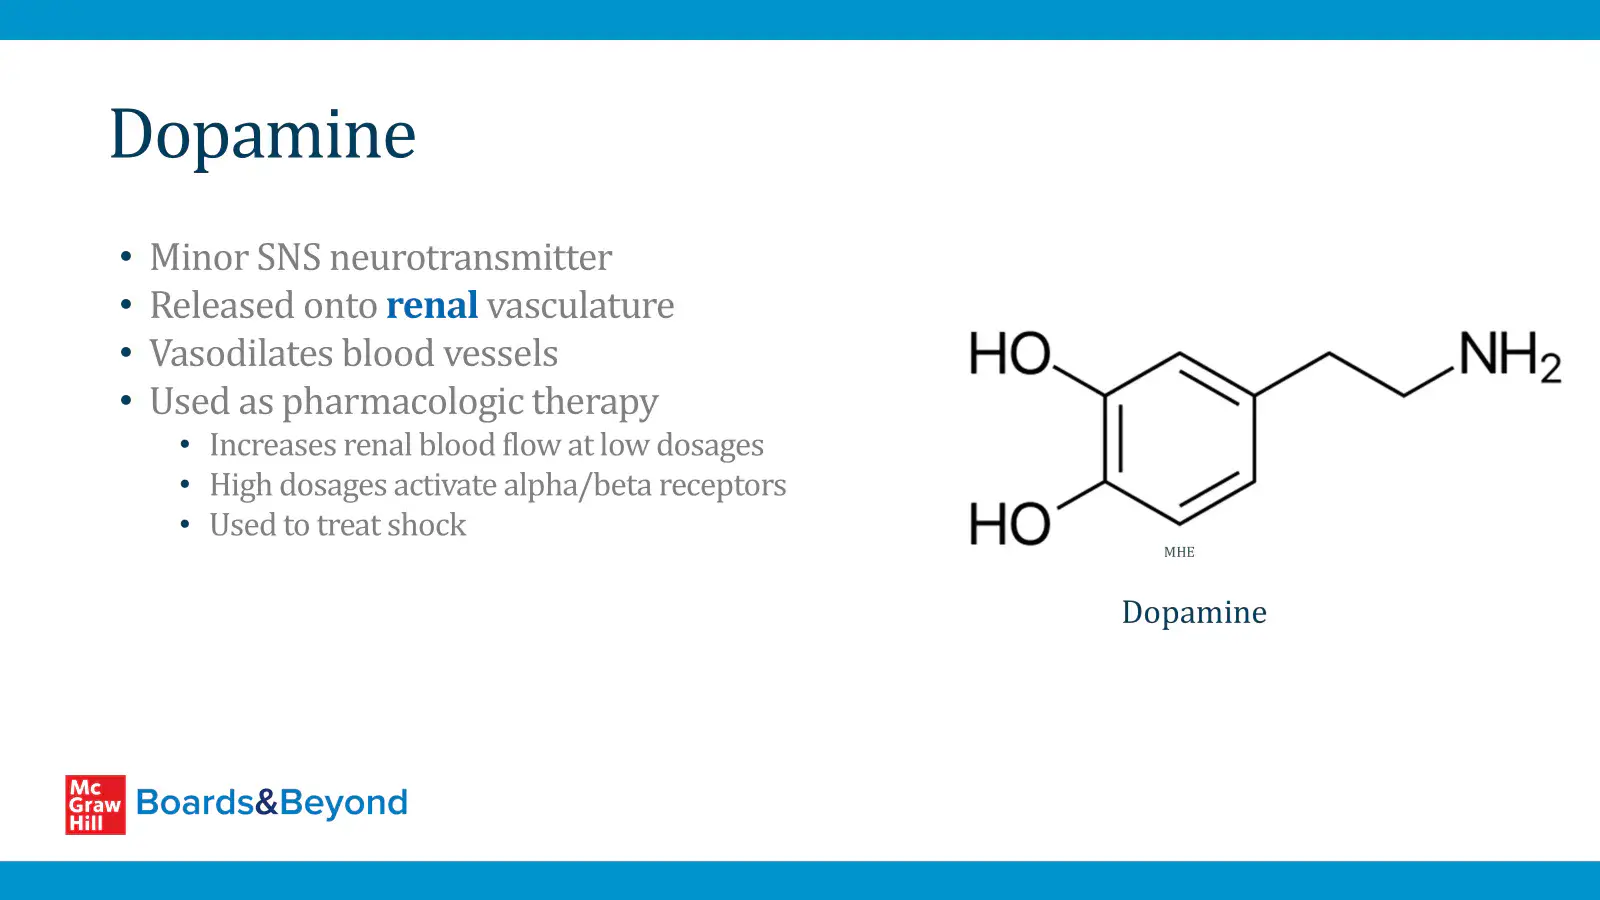 Dopamine
• Minor SNS neurotransmitter
• Released onto renal vasculature
• Vasodilates blood vessels
• Used as pharmacologic therapy
• Increases renal blood flow at low dosages
• High dosages activate alpha/beta receptors
• Used to treat shock
HO
NH₂
HO
MHE
Dopamine
Mc
Graw
Hill
Boards&Beyond